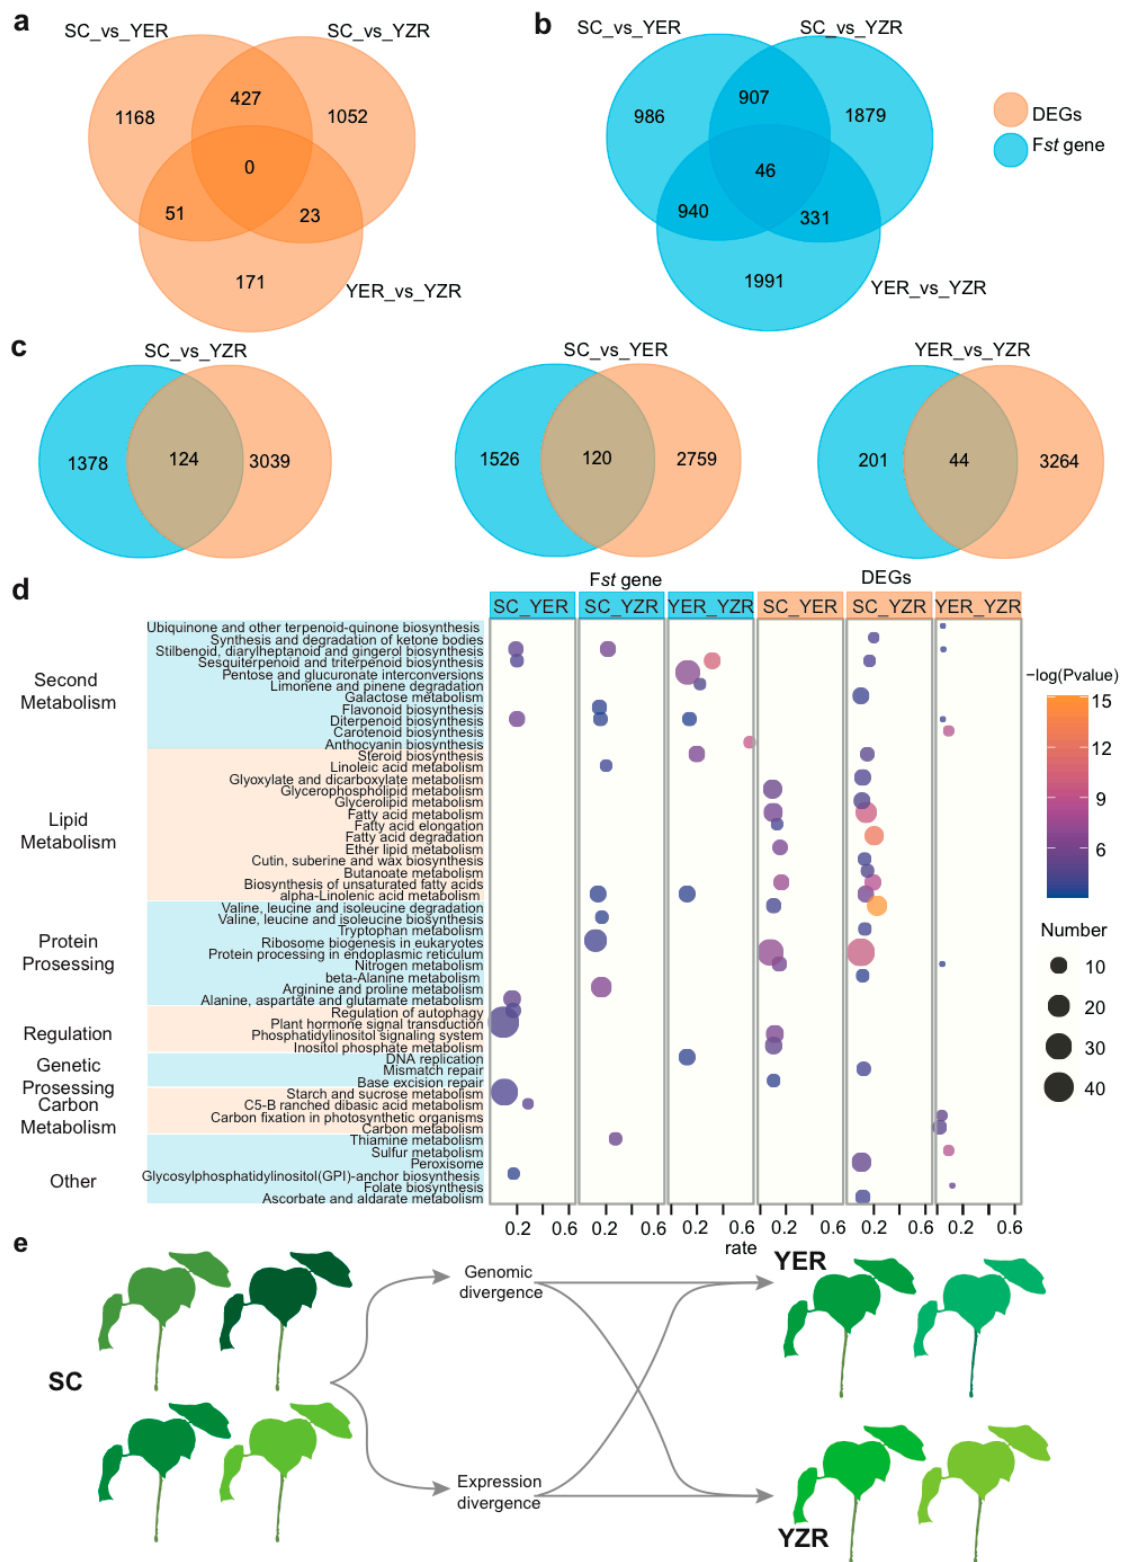 a
SC_vs_YER
SC_vs_YZR
1168
427
1052
0
51
23
171
YER_vs_YZR
b
SC_vs_YER
SC_vs_YZR
986
907
1879
46
940
331
1991
YER_vs_YZR
DEGs
Fst gene
c
SC_vs_YZR
1378
124
3039
SC_vs_YER
1526
120
2759
YER_vs_YZR
201
44
3264
d
Fst gene
DEGs
SC_YER
SC_YZR
YER_YZR
SC_YER
SC_YZR
YER_YZR
Second
Metabolism
Ubiquinone and other terpenoid-quinone biosynthesis
Synthesis and degradation of ketone bodies
Stilbenoid, diarylheptanoid and gingerol biosynthesis
Sesquiterpenoid and triterpenoid biosynthesis
Pentose and glucuronate interconversions
Limonene and pinene degradation
Galactose metabolism
Flavonoid biosynthesis
Diterpenoid biosynthesis
Carotenoid biosynthesis
Anthocyanin biosynthesis
Lipid
Metabolism
Steroid biosynthesis
Linoleic acid metabolism
Glyoxylate and dicarboxylate metabolism
Glycerophospholipid metabolism
Glycerolipid metabolism
Fatty acid metabolism
Fatty acid elongation
Fatty acid degradation
Ether lipid metabolism
Cutin, suberine and wax biosynthesis
Butanoate metabolism
Biosynthesis of unsaturated fatty acids
alpha-Linolenic acid metabolism
Protein
Prosessing
Valine, leucine and isoleucine degradation
Valine, leucine and isoleucine biosynthesis
Tryptophan metabolism
Ribosome biogenesis in eukaryotes
Protein processing in endoplasmic reticulum
Nitrogen metabolism
beta-Alanine metabolism
Arginine and proline metabolism
Alanine, aspartate and glutamate metabolism
Regulation
Regulation of autophagy
Plant hormone signal transduction
Phosphatidylinositol signaling system
Inositol phosphate metabolism
Genetic
Prosessing
DNA replication
Mismatch repair
Base excision repair
Carbon
Metabolism
Starch and sucrose metabolism
C5-B ranched dibasic acid metabolism
Carbon fixation in photosynthetic organisms
Carbon metabolism
Other
Thiamine metabolism
Sulfur metabolism
Peroxisome
Glycosylphosphatidylinositol(GPI)-anchor biosynthesis
Folate biosynthesis
Ascorbate and aldarate metabolism
0.2 0.6 0.2 0.6 0.2 0.6 0.2 0.6 0.2 0.6 0.2 0.6
rate
−log(Pvalue)
15
12
9
6
Number
10
20
30
40
e
SC
Genomic
divergence
Expression
divergence
YER
YZR